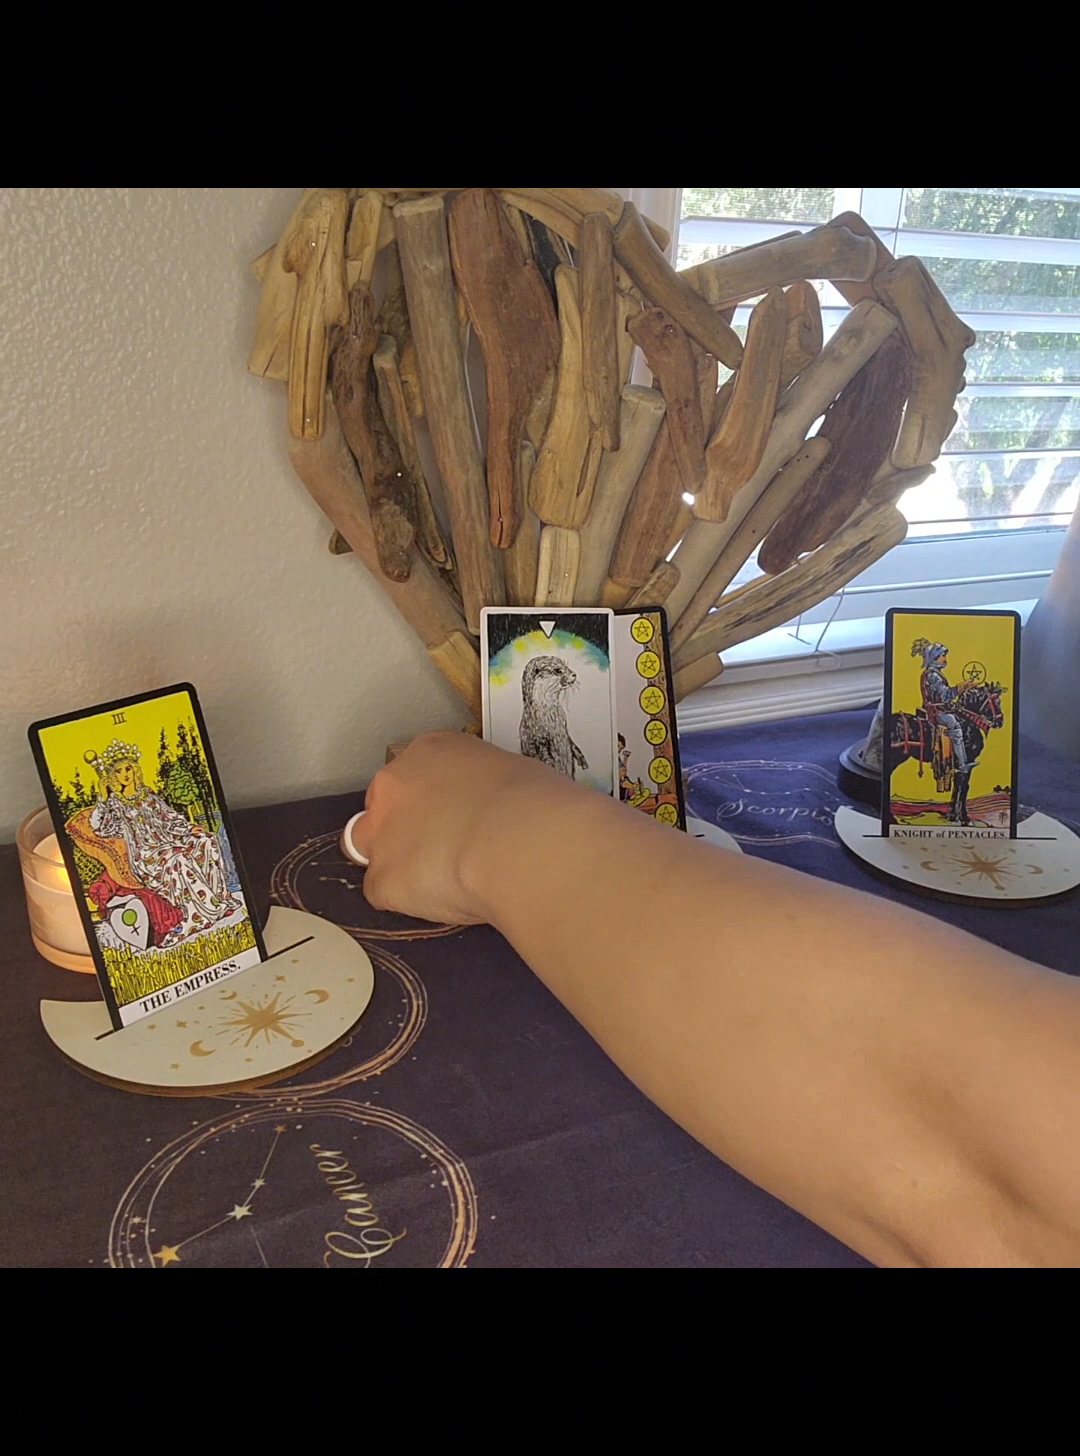 III
THE EMPRESS.
KNIGHT of PENTACLES.
Scorpio
Cancer